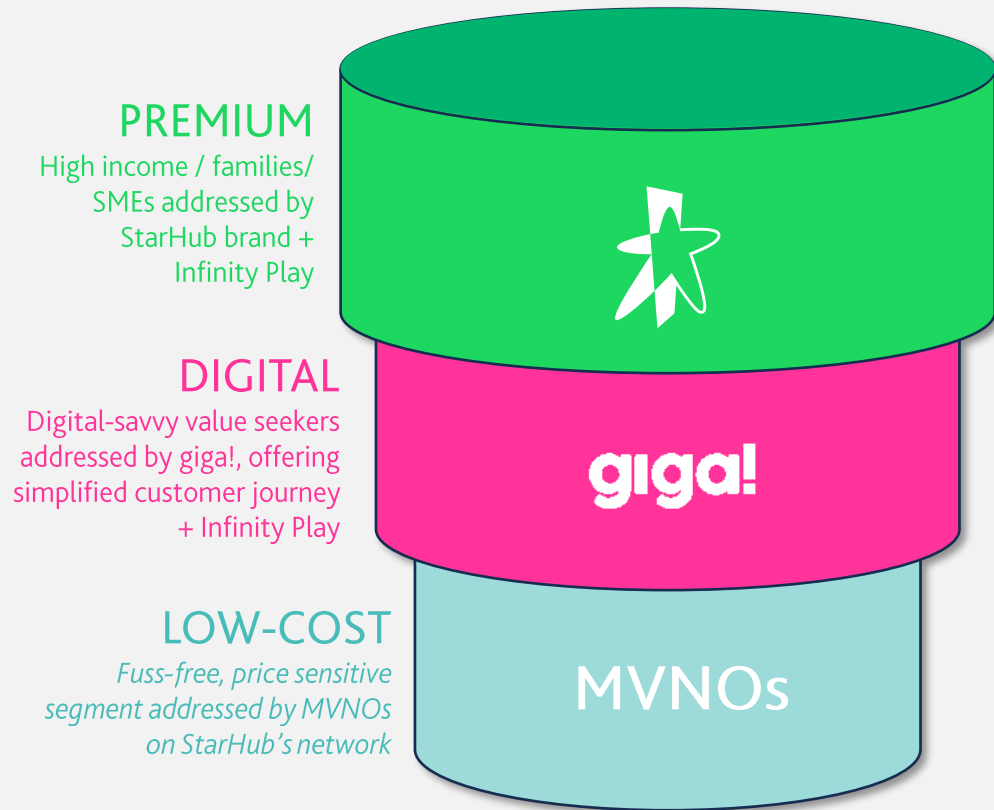 PREMIUM
High income / families/
SMEs addressed by
StarHub brand +
Infinity Play
DIGITAL
Digital-savvy value seekers
addressed by giga!, offering
simplified customer journey
+ Infinity Play
giga!
LOW-COST
Fuss-free, price sensitive
segment addressed by MVNOs
on StarHub's network
MVNOs